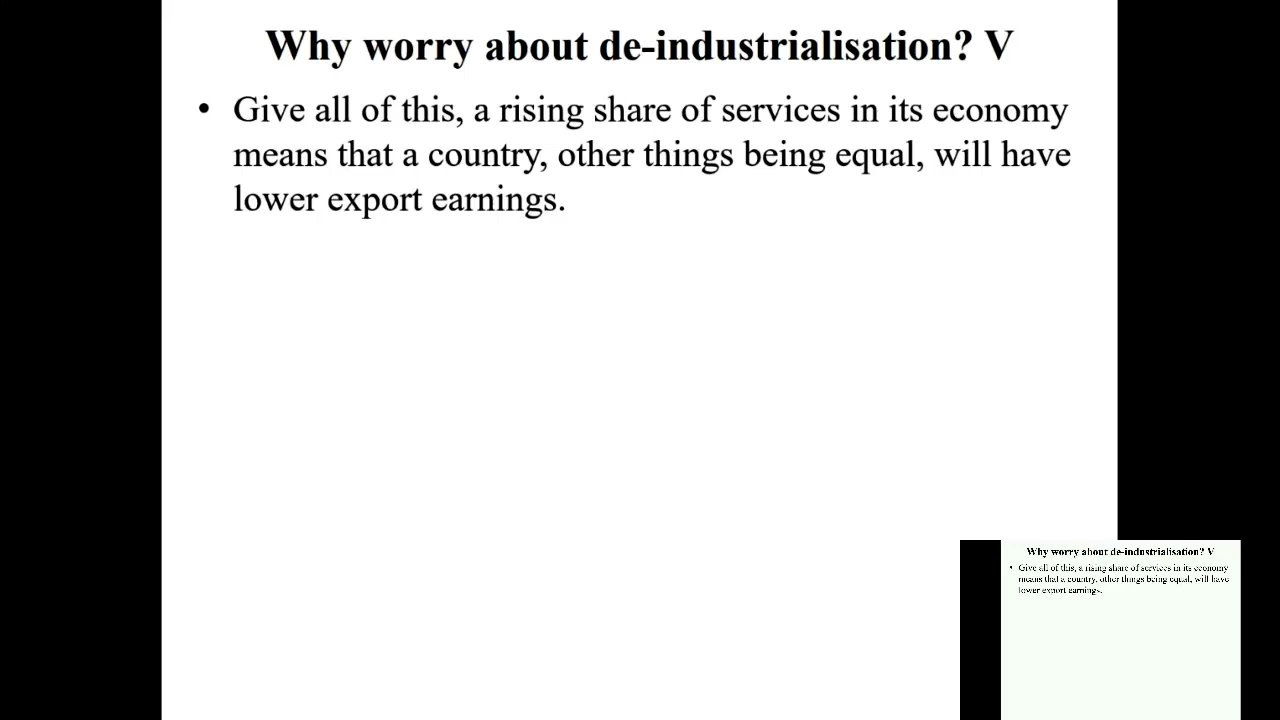 Why worry about de-industrialisation? V
• Give all of this, a rising share of services in its economy
means that a country, other things being equal, will have
lower export earnings.
Why worry about de-industrialisation? V
• Give all of this, a rising share of services in its economy
means that a country, other things being equal, will have
lower export earnings.